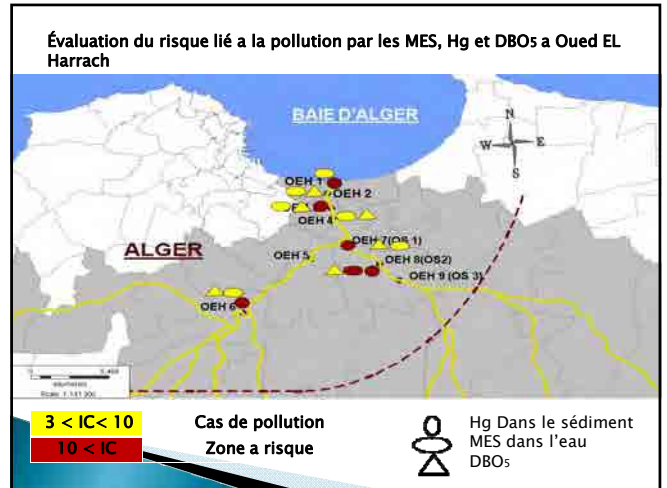 Évaluation du risque lié a la pollution par les MES, Hg et DBO5 a Oued EL
Harrach
BAIE D'ALGER
N
W E
S
OEH 1
OEH 2
OEH 4
ALGER
OEH 7(OS 1)
OEH 5
OEH 8(OS2)
OEH 9 (OS 3)
OEH 6
3 < IC< 10 Cas de pollution
10 < IC Zone a risque
Hg Dans le sédiment
MES dans l'eau
DBO5